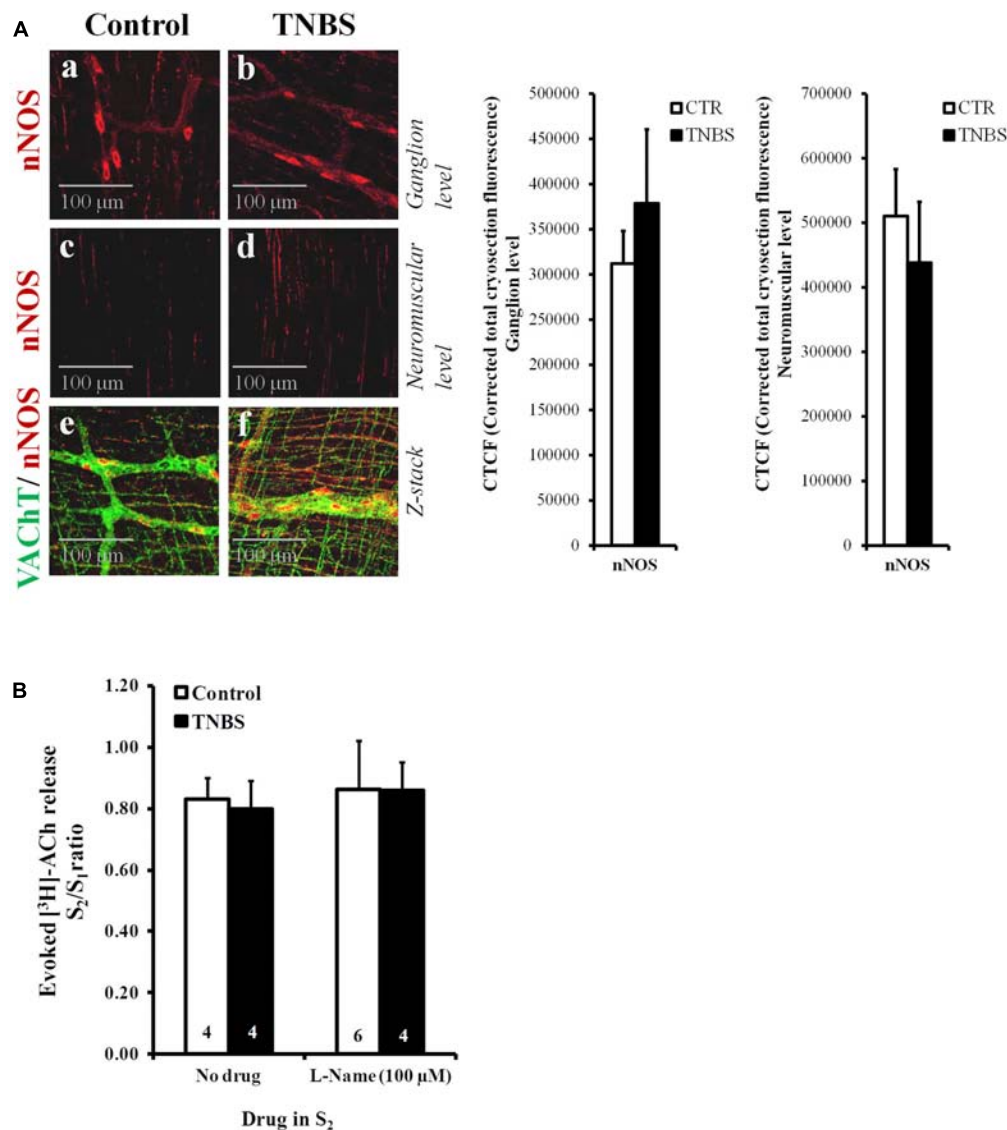 A
Control
TNBS
nNOS
a
100 μm
b
100 μm
Ganglion
level
nNOS
c
100 μm
d
100 μm
Neuromuscular
level
VAChT/nNOS
e
100 μm
f
100 μm
Z-stack
CTCF (Corrected total cryosection fluorescence)
Ganglion level
500000
450000
400000
350000
300000
250000
200000
150000
100000
50000
0
CTR
TNBS
nNOS
CTCF (Corrected total cryosection fluorescence)
Neuromuscular level
700000
600000
500000
400000
300000
200000
100000
0
CTR
TNBS
nNOS
B
Evoked [³H]-ACh release
S₂/S₁ ratio
1.20
1.00
0.80
0.60
0.40
0.20
0.00
Control
TNBS
4
4
6
4
No drug
L-Name (100 μM)
Drug in S₂